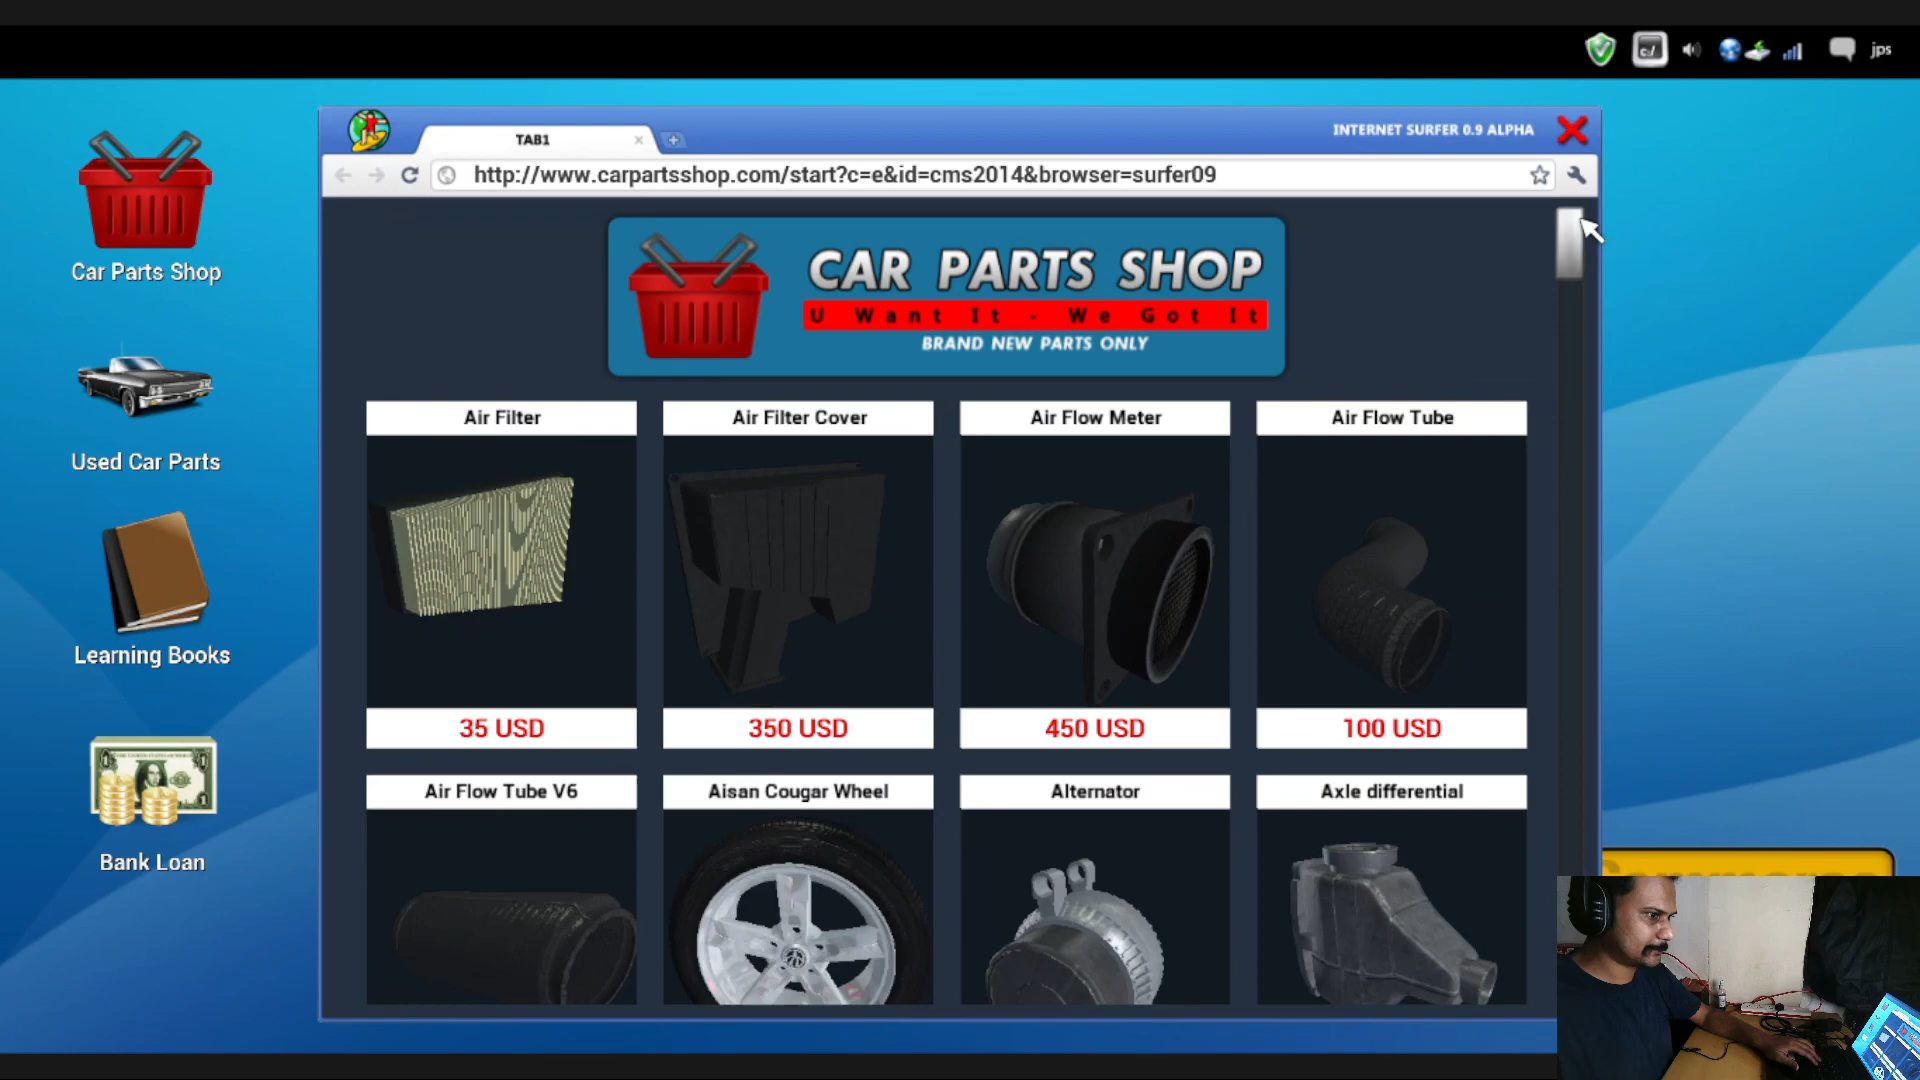 jps
TAB1
INTERNET SURFER 0.9 ALPHA
http://www.carpartsshop.com/start?c=e&id=cms2014&browser=surfer09
Car Parts Shop
Used Car Parts
Learning Books
Bank Loan
CAR PARTS SHOP
U Want It - We Got It
BRAND NEW PARTS ONLY
Air Filter
Air Filter Cover
Air Flow Meter
Air Flow Tube
35 USD
350 USD
450 USD
100 USD
Air Flow Tube V6
Aisan Cougar Wheel
Alternator
Axle differential